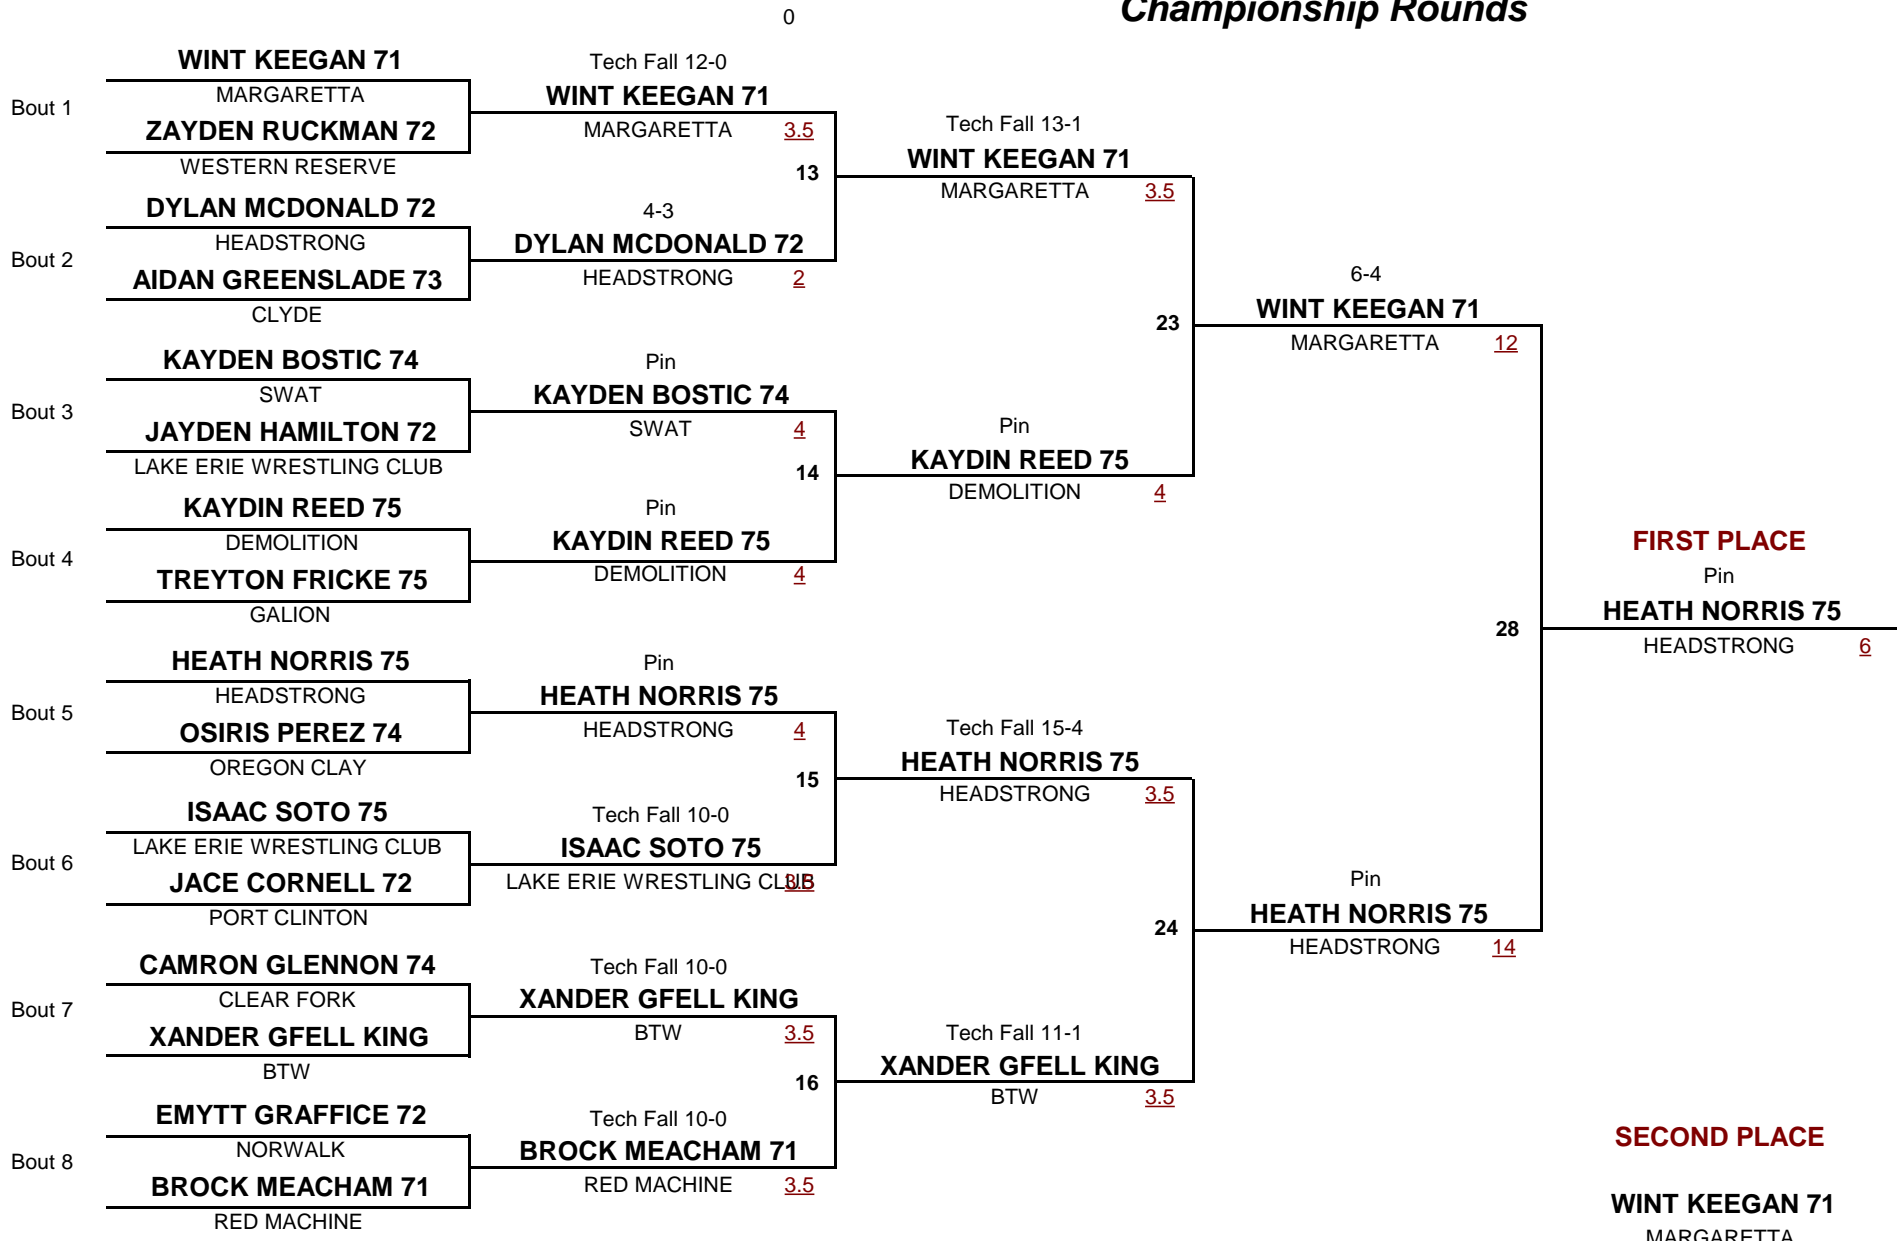 0
Championship Rounds
Bout 1
WINT KEEGAN 71
MARGARETTA
ZAYDEN RUCKMAN 72
WESTERN RESERVE
Bout 2
DYLAN MCDONALD 72
HEADSTRONG
AIDAN GREENSLADE 73
CLYDE
Bout 3
KAYDEN BOSTIC 74
SWAT
JAYDEN HAMILTON 72
LAKE ERIE WRESTLING CLUB
Bout 4
KAYDIN REED 75
DEMOLITION
TREYTON FRICKE 75
GALION
Bout 5
HEATH NORRIS 75
HEADSTRONG
OSIRIS PEREZ 74
OREGON CLAY
Bout 6
ISAAC SOTO 75
LAKE ERIE WRESTLING CLUB
JACE CORNELL 72
PORT CLINTON
Bout 7
CAMRON GLENNON 74
CLEAR FORK
XANDER GFELL KING
BTW
Bout 8
EMYTT GRAFFICE 72
NORWALK
BROCK MEACHAM 71
RED MACHINE
Tech Fall 12-0
WINT KEEGAN 71
MARGARETTA 3.5
13
4-3
DYLAN MCDONALD 72
HEADSTRONG 2
Pin
KAYDEN BOSTIC 74
SWAT 4
14
Pin
KAYDIN REED 75
DEMOLITION 4
Pin
HEATH NORRIS 75
HEADSTRONG 4
15
Tech Fall 10-0
ISAAC SOTO 75
LAKE ERIE WRESTLING CLUB 3.5
Tech Fall 10-0
XANDER GFELL KING
BTW 3.5
16
Tech Fall 10-0
BROCK MEACHAM 71
RED MACHINE 3.5
Tech Fall 13-1
WINT KEEGAN 71
MARGARETTA 3.5
23
Pin
KAYDIN REED 75
DEMOLITION 4
Tech Fall 15-4
HEATH NORRIS 75
HEADSTRONG 3.5
24
Tech Fall 11-1
XANDER GFELL KING
BTW 3.5
6-4
WINT KEEGAN 71
MARGARETTA 12
28
Pin
HEATH NORRIS 75
HEADSTRONG 14
FIRST PLACE
Pin
HEATH NORRIS 75
HEADSTRONG 6
SECOND PLACE
WINT KEEGAN 71
MARGARETTA